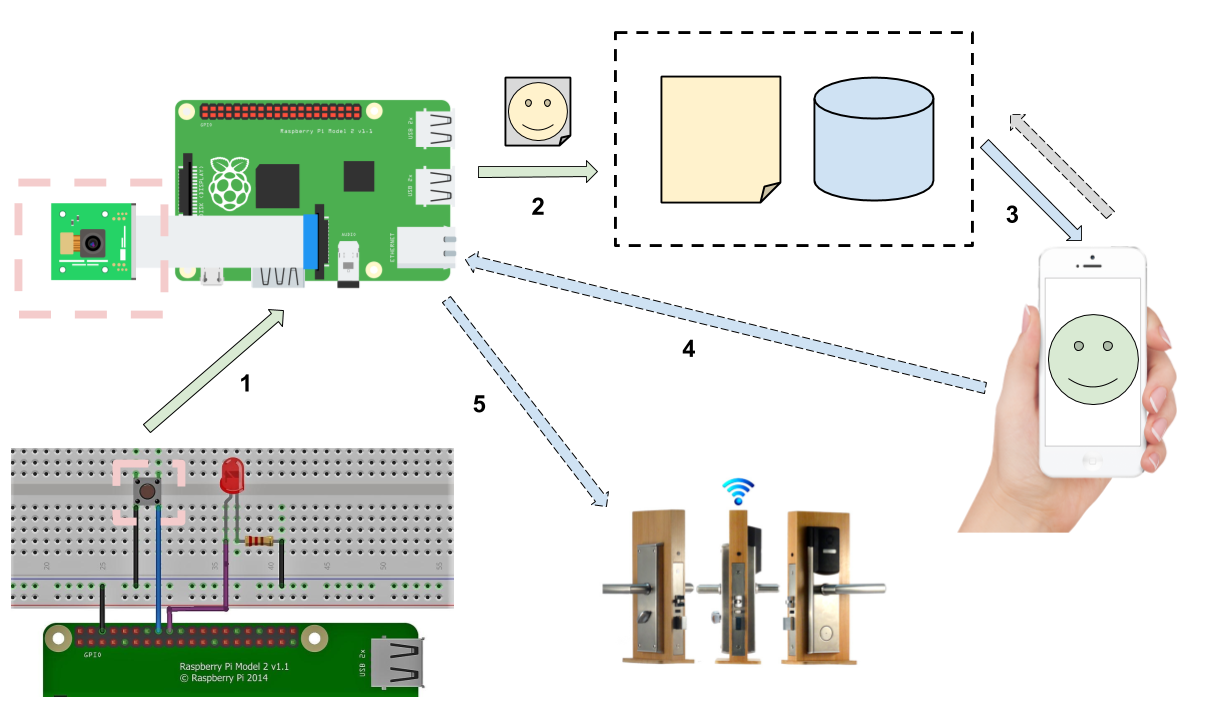 GPIO
Raspberry Pi Model 2 v1.1
USB 2x
(DISPLAY)
USB 2x
2
3
AUDIO
ETHERNET
4
1
5
20
25
35
40
45
50
55
GPIO
Raspberry Pi Model 2 v1.1
© Raspberry Pi 2014
USB 2x